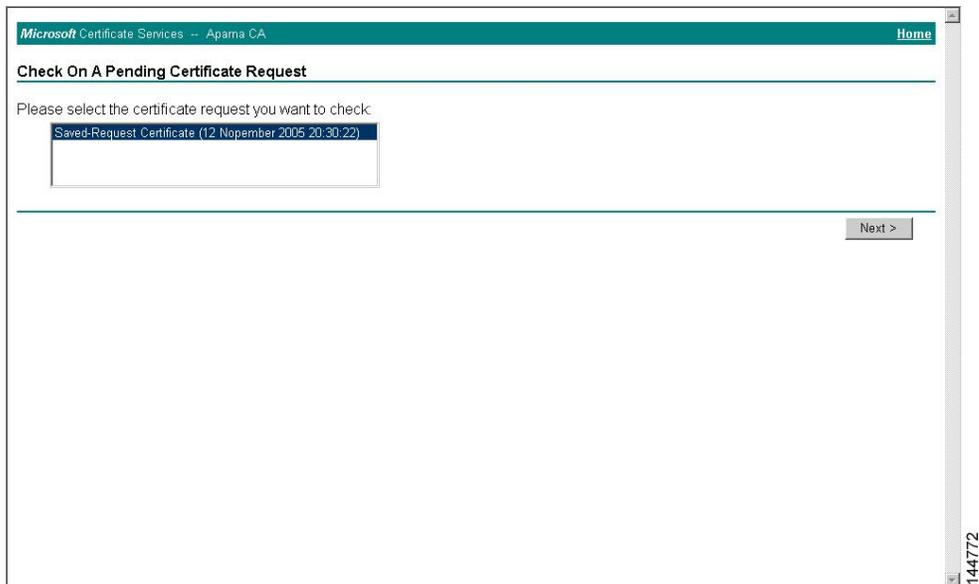 Microsoft Certificate Services -- Aparna CA Home
Check On A Pending Certificate Request
Please select the certificate request you want to check:
Saved-Request Certificate (12 Nopember 2005 20:30:22)
Next >
144772